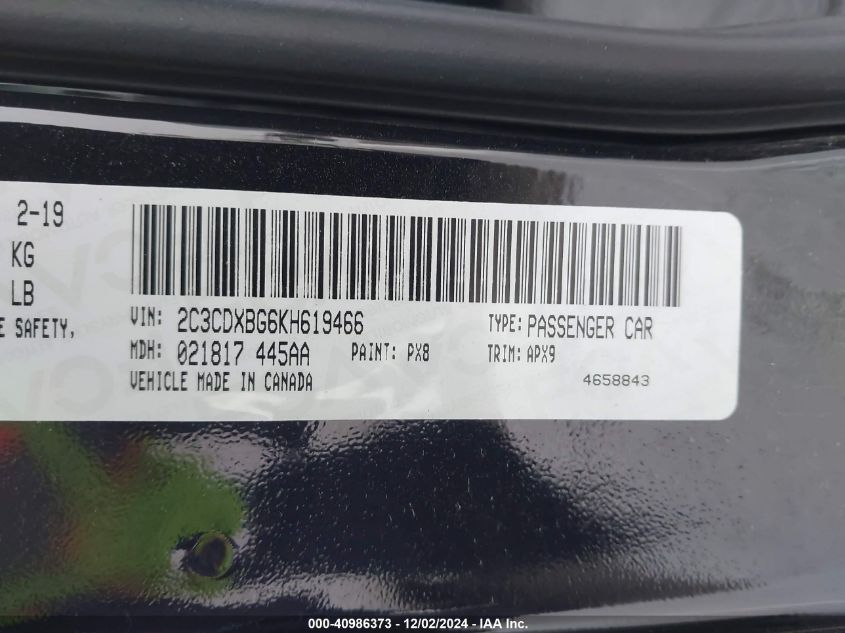 2-19
KG
LB
E SAFETY,
VIN: 2C3CDXBG6KH619466 TYPE: PASSENGER CAR
MDH: 021817 445AA PAINT: PX8 TRIM: APX9
VEHICLE MADE IN CANADA 4658843
000-40986373 - 12/02/2024 - IAA Inc.